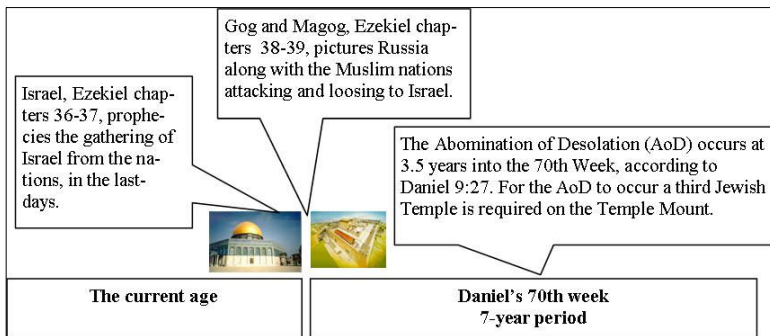 Gog and Magog, Ezekiel chap-
ters 38-39, pictures Russia
along with the Muslim nations
attacking and loosing to Israel.
Israel, Ezekiel chap-
ters 36-37, prophe-
cies the gathering of
Israel from the na-
tions, in the last-
days.
The Abomination of Desolation (AoD) occurs at
3.5 years into the 70th Week, according to
Daniel 9:27. For the AoD to occur a third Jewish
Temple is required on the Temple Mount.
The current age
Daniel's 70th week
7-year period